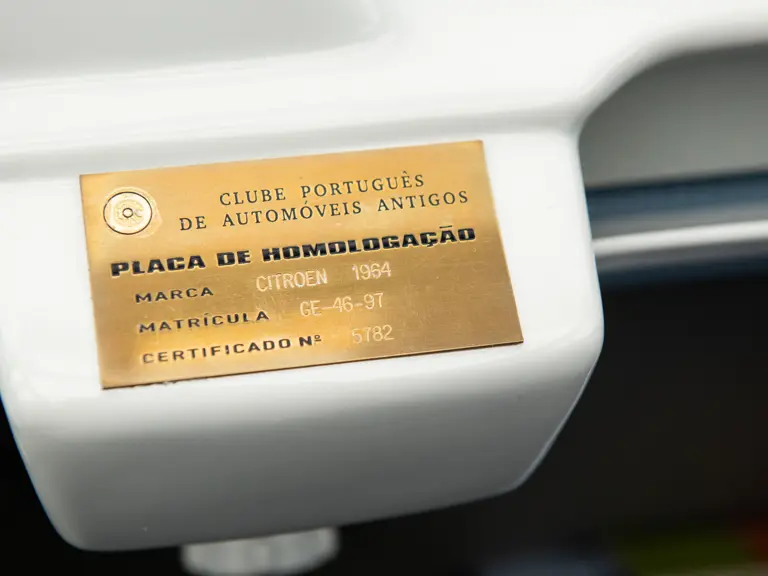 CLUBE PORTUGUÊS
DE AUTOMÓVEIS ANTIGOS
PLACA DE HOMOLOGAÇÃO
MARCA CITROEN 1964
MATRÍCULA GE-46-97
CERTIFICADO Nº 5782